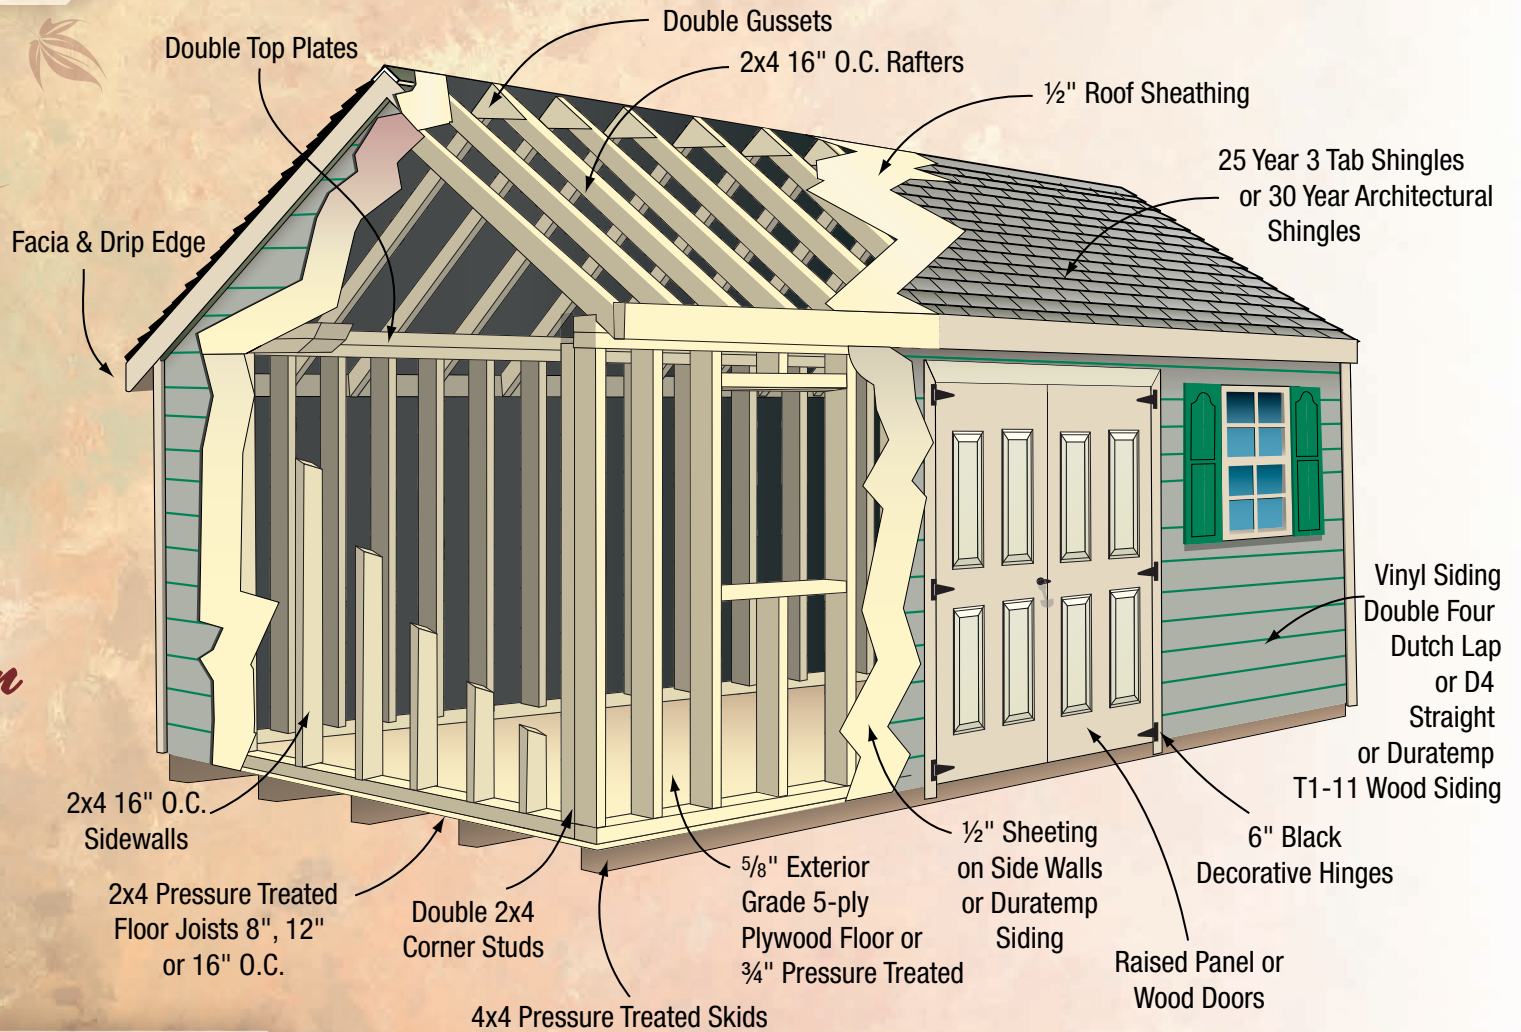 Double Gussets
Double Top Plates
2x4 16" O.C. Rafters
½" Roof Sheathing
25 Year 3 Tab Shingles
or 30 Year Architectural
Shingles
Facia & Drip Edge
Vinyl Siding
Double Four
Dutch Lap
or D4
Straight
or Duratemp
T1-11 Wood Siding
2x4 16" O.C.
Sidewalls
6" Black
Decorative Hinges
½" Sheeting
on Side Walls
or Duratemp
Siding
5/8" Exterior
Grade 5-ply
Plywood Floor or
¾" Pressure Treated
2x4 Pressure Treated
Floor Joists 8", 12"
or 16" O.C.
Double 2x4
Corner Studs
Raised Panel or
Wood Doors
4x4 Pressure Treated Skids